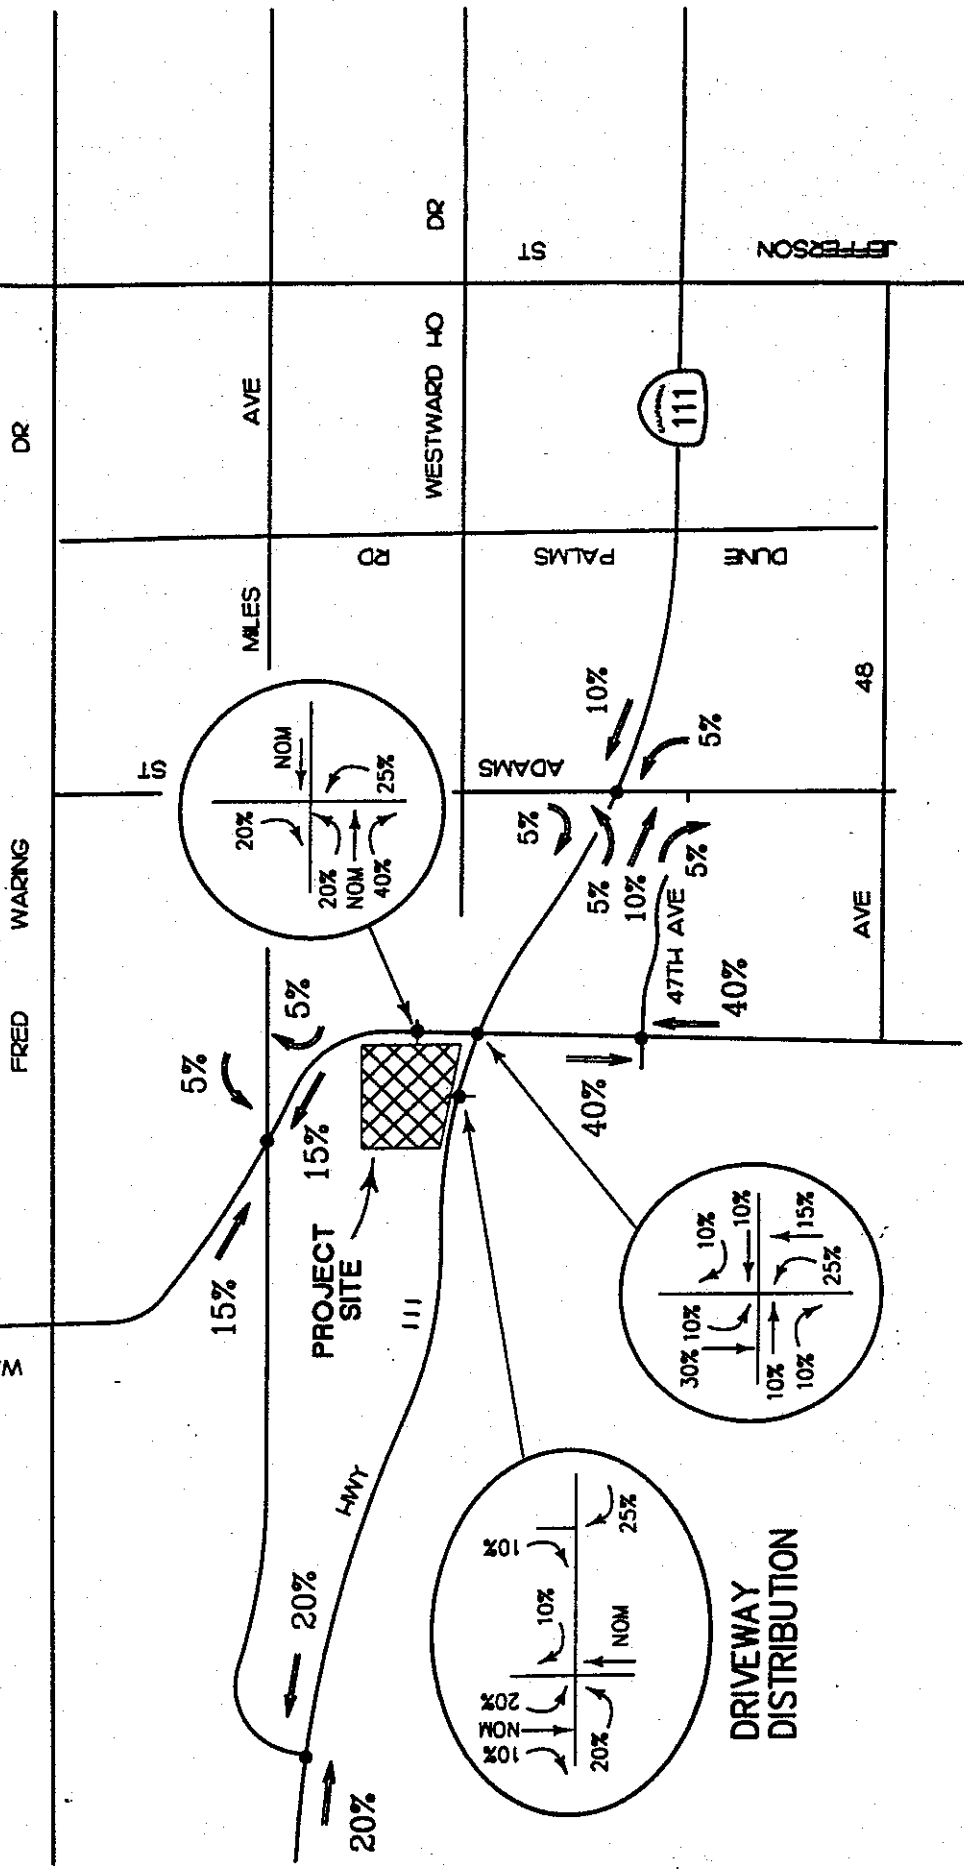 FRED WARING DR
MILES AVE
WESTWARD HO DR
JEFFERSON ST
DUNE PALMS RD
ADAMS ST
111
48 AVE
47TH AVE
HWY 111
PROJECT
SITE
DRIVEWAY
DISTRIBUTION
W
20%
20%
15%
15%
5%
5%
40%
40%
5%
5%
10%
5%
10%
5%
20%
NOM
20%
NOM
40%
25%
30%
10%
10%
10%
10%
10%
25%
15%
10%
NOM
20%
10%
20%
NOM
10%
25%